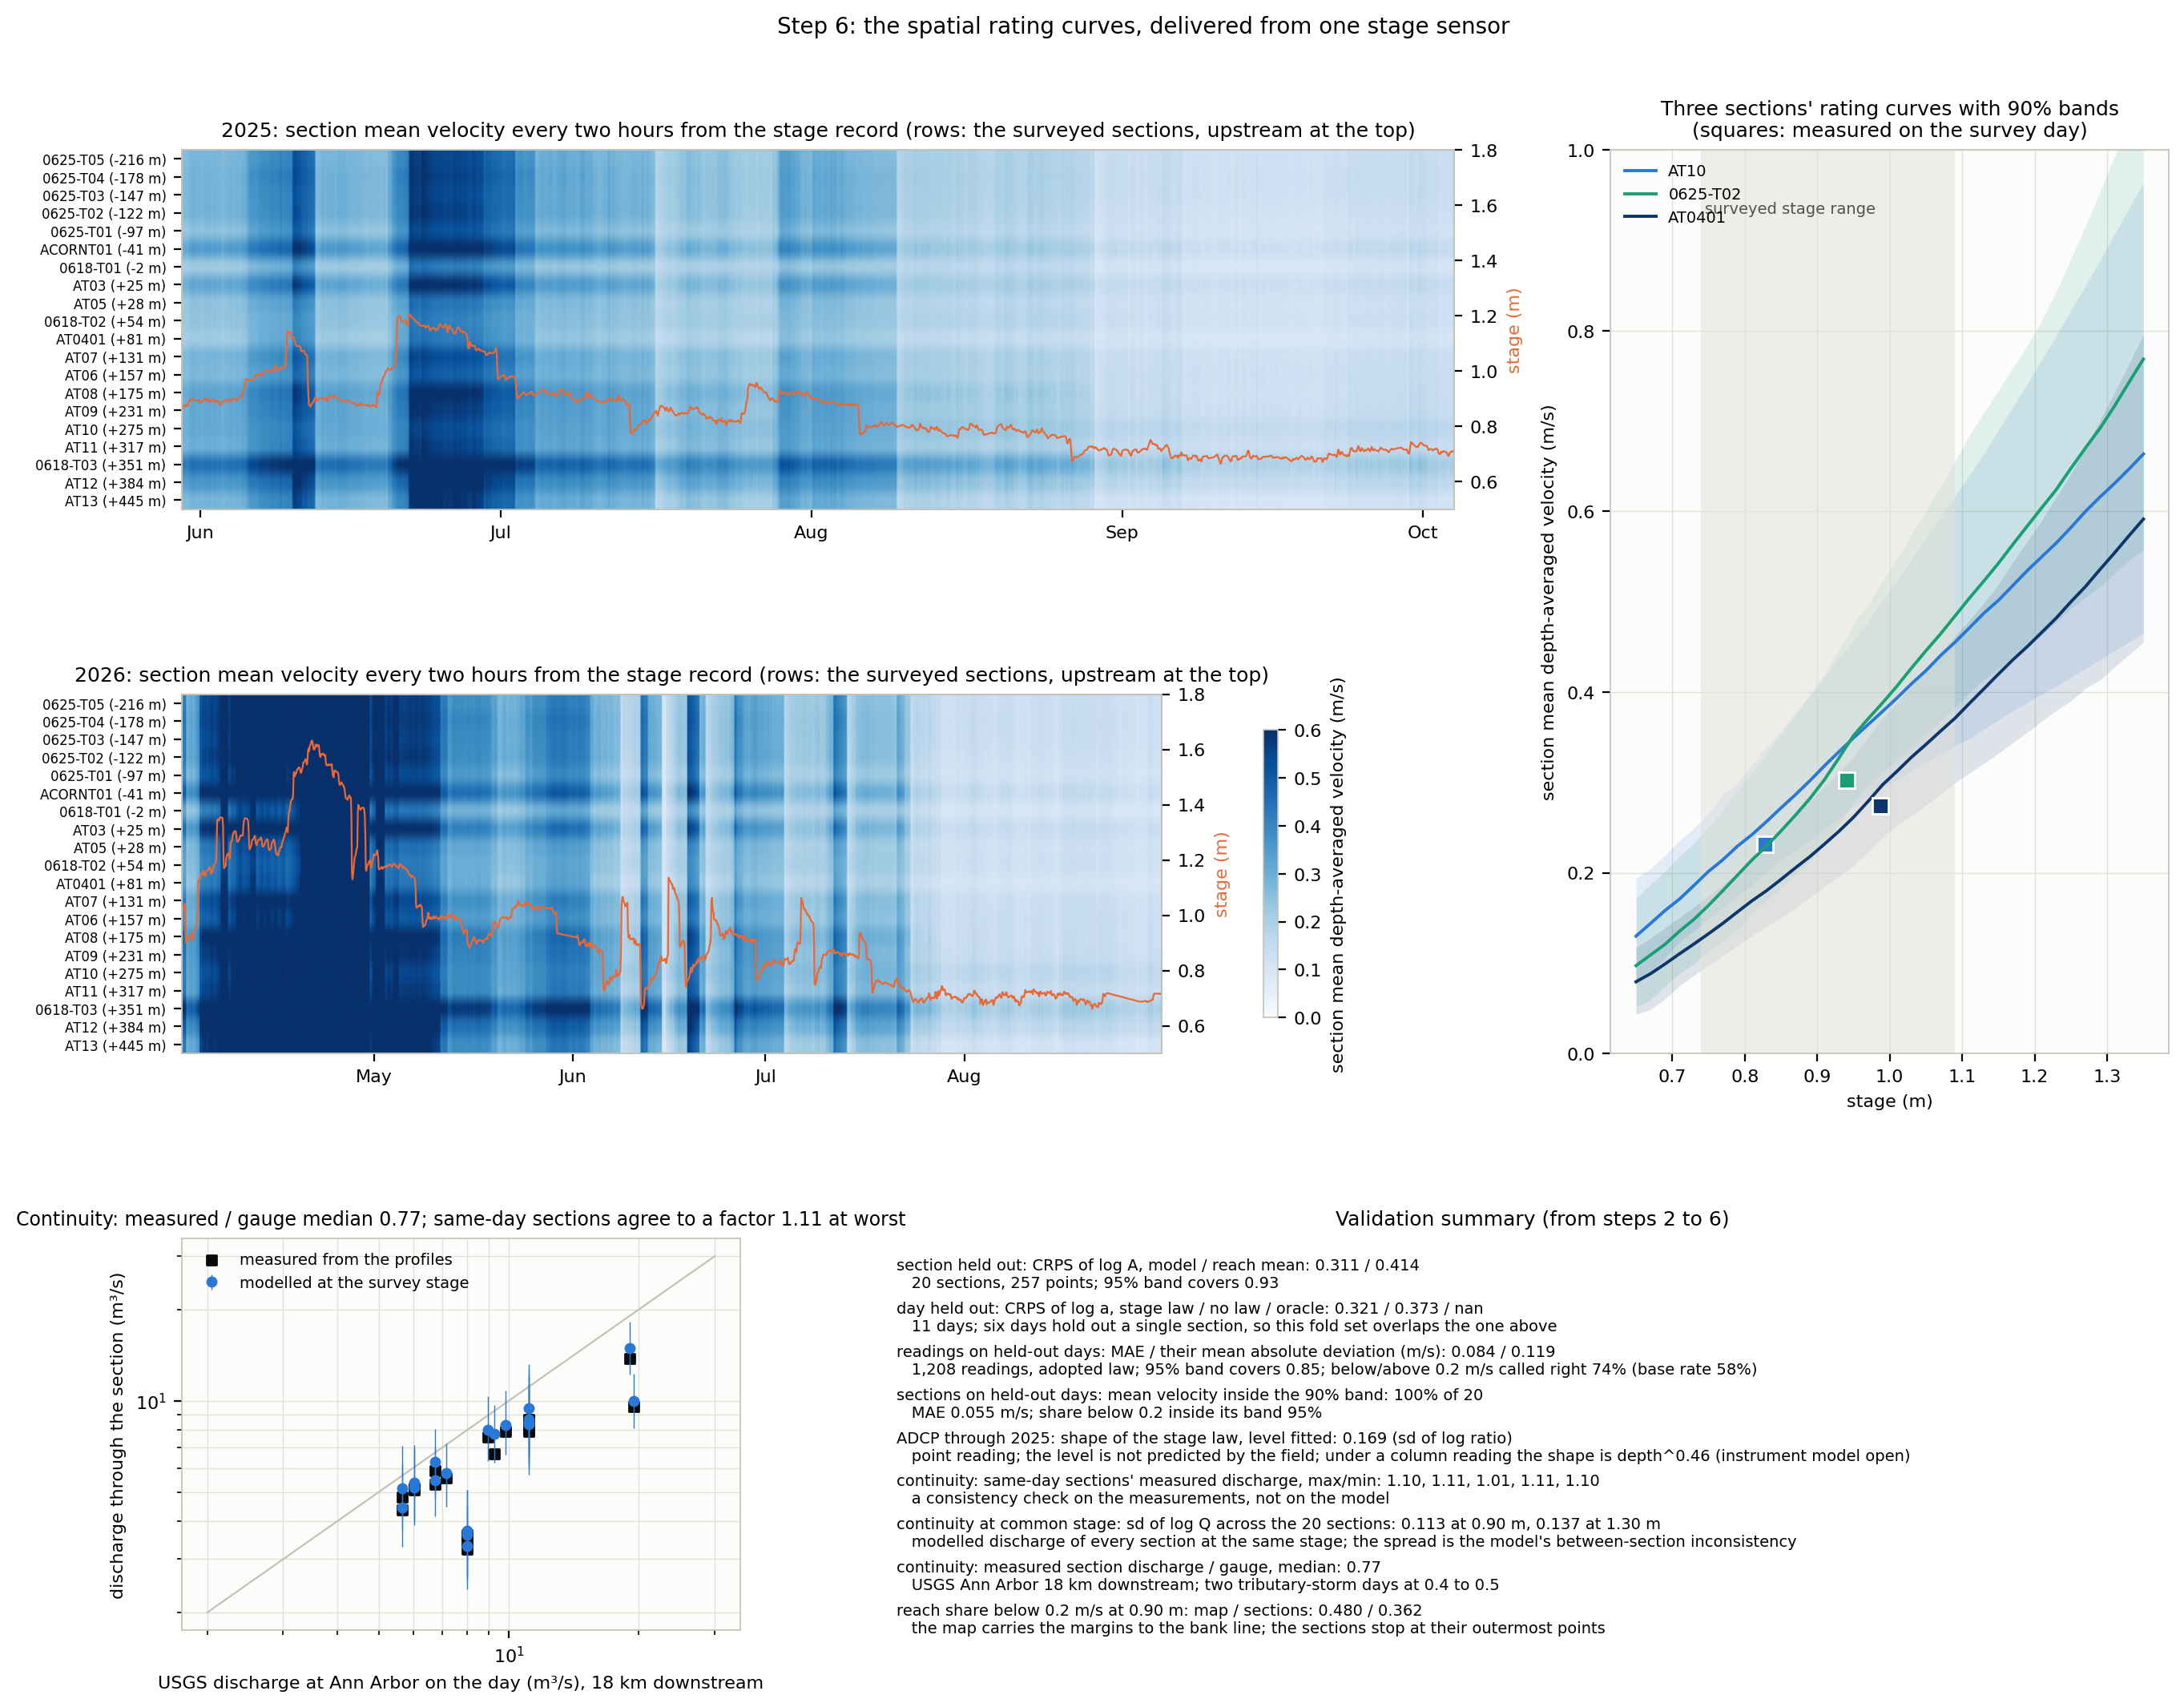 Step 6: the spatial rating curves, delivered from one stage sensor
2025: section mean velocity every two hours from the stage record (rows: the surveyed sections, upstream at the top)
0625-T05 (-216 m)
0625-T04 (-178 m)
0625-T03 (-147 m)
0625-T02 (-122 m)
0625-T01 (-97 m)
ACORNT01 (-41 m)
0618-T01 (-2 m)
AT03 (+25 m)
AT05 (+28 m)
0618-T02 (+54 m)
AT0401 (+81 m)
AT07 (+131 m)
AT06 (+157 m)
AT08 (+175 m)
AT09 (+231 m)
AT10 (+275 m)
AT11 (+317 m)
0618-T03 (+351 m)
AT12 (+384 m)
AT13 (+445 m)
Jun
Jul
Aug
Sep
Oct
1.8
1.6
1.4
1.2
1.0
0.8
0.6
stage (m)
Three sections' rating curves with 90% bands
(squares: measured on the survey day)
AT10
0625-T02
AT0401
surveyed stage range
1.0
0.8
0.6
0.4
0.2
0.0
section mean depth-averaged velocity (m/s)
0.7
0.8
0.9
1.0
1.1
1.2
1.3
stage (m)
2026: section mean velocity every two hours from the stage record (rows: the surveyed sections, upstream at the top)
0625-T05 (-216 m)
0625-T04 (-178 m)
0625-T03 (-147 m)
0625-T02 (-122 m)
0625-T01 (-97 m)
ACORNT01 (-41 m)
0618-T01 (-2 m)
AT03 (+25 m)
AT05 (+28 m)
0618-T02 (+54 m)
AT0401 (+81 m)
AT07 (+131 m)
AT06 (+157 m)
AT08 (+175 m)
AT09 (+231 m)
AT10 (+275 m)
AT11 (+317 m)
0618-T03 (+351 m)
AT12 (+384 m)
AT13 (+445 m)
May
Jun
Jul
Aug
1.8
1.6
1.4
1.2
1.0
0.8
0.6
stage (m)
0.6
0.5
0.4
0.3
0.2
0.1
0.0
section mean depth-averaged velocity (m/s)
Continuity: measured / gauge median 0.77; same-day sections agree to a factor 1.11 at worst
measured from the profiles
modelled at the survey stage
10¹
discharge through the section (m³/s)
10¹
USGS discharge at Ann Arbor on the day (m³/s), 18 km downstream
Validation summary (from steps 2 to 6)
section held out: CRPS of log A, model / reach mean: 0.311 / 0.414
20 sections, 257 points; 95% band covers 0.93
day held out: CRPS of log a, stage law / no law / oracle: 0.321 / 0.373 / nan
11 days; six days hold out a single section, so this fold set overlaps the one above
readings on held-out days: MAE / their mean absolute deviation (m/s): 0.084 / 0.119
1,208 readings, adopted law; 95% band covers 0.85; below/above 0.2 m/s called right 74% (base rate 58%)
sections on held-out days: mean velocity inside the 90% band: 100% of 20
MAE 0.055 m/s; share below 0.2 inside its band 95%
ADCP through 2025: shape of the stage law, level fitted: 0.169 (sd of log ratio)
point reading; the level is not predicted by the field; under a column reading the shape is depth^0.46 (instrument model open)
continuity: same-day sections' measured discharge, max/min: 1.10, 1.11, 1.01, 1.11, 1.10
a consistency check on the measurements, not on the model
continuity at common stage: sd of log Q across the 20 sections: 0.113 at 0.90 m, 0.137 at 1.30 m
modelled discharge of every section at the same stage; the spread is the model's between-section inconsistency
continuity: measured section discharge / gauge, median: 0.77
USGS Ann Arbor 18 km downstream; two tributary-storm days at 0.4 to 0.5
reach share below 0.2 m/s at 0.90 m: map / sections: 0.480 / 0.362
the map carries the margins to the bank line; the sections stop at their outermost points